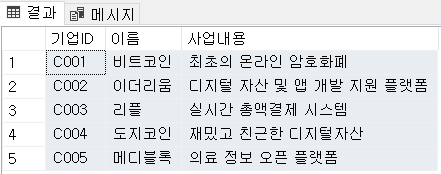 결과 메시지
기업ID 이름 사업내용
1 C001 비트코인 최초의 온라인 암호화폐
2 C002 이더리움 디지털 자산 및 앱 개발 지원 플랫폼
3 C003 리플 실시간 총액결제 시스템
4 C004 도지코인 재밌고 친근한 디지털자산
5 C005 메디블록 의료 정보 오픈 플랫폼